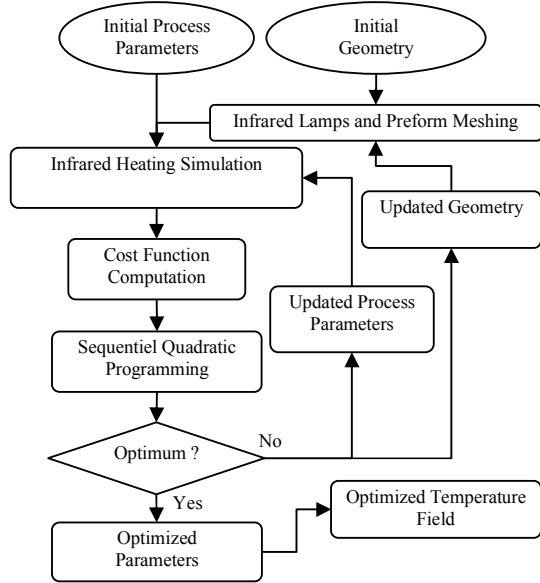 Initial Process
Parameters
Initial
Geometry
Infrared Lamps and Preform Meshing
Infrared Heating Simulation
Updated Geometry
Cost Function
Computation
Updated Process
Parameters
Sequentiel Quadratic
Programming
No
Optimum ?
Yes
Optimized Temperature
Field
Optimized
Parameters